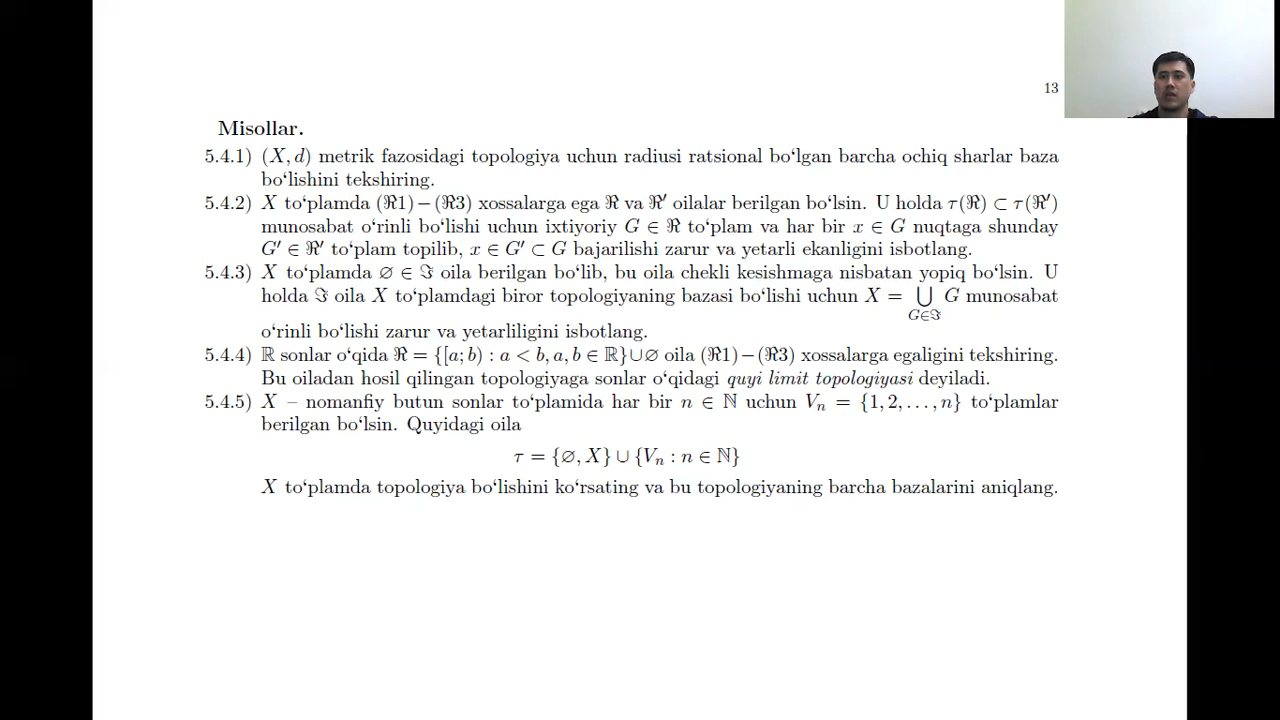 13
Misollar.
5.4.1) (X, d) metrik fazosidagi topologiya uchun radiusi ratsional bo‘lgan barcha ochiq sharlar baza
bo‘lishini tekshiring.
5.4.2) X to‘plamda (ℜ1)−(ℜ3) xossalarga ega ℜ va ℜ′ oilalar berilgan bo‘lsin. U holda τ(ℜ) ⊂ τ(ℜ′)
munosabat o‘rinli bo‘lishi uchun ixtiyoriy G ∈ ℜ to‘plam va har bir x ∈ G nuqtaga shunday
G′ ∈ ℜ′ to‘plam topilib, x ∈ G′ ⊂ G bajarilishi zarur va yetarli ekanligini isbotlang.
5.4.3) X to‘plamda ∅ ∈ ℑ oila berilgan bo‘lib, bu oila chekli kesishmaga nisbatan yopiq bo‘lsin. U
holda ℑ oila X to‘plamdagi biror topologiyaning bazasi bo‘lishi uchun X = ⋃ G munosabat
G∈ℑ
o‘rinli bo‘lishi zarur va yetarliligini isbotlang.
5.4.4) ℝ sonlar o‘qida ℜ = {[a; b) : a < b, a, b ∈ ℝ}∪∅ oila (ℜ1)−(ℜ3) xossalarga egaligini tekshiring.
Bu oiladan hosil qilingan topologiyaga sonlar o‘qidagi quyi limit topologiyasi deyiladi.
5.4.5) X – nomanfiy butun sonlar to‘plamida har bir n ∈ ℕ uchun Vₙ = {1, 2, . . . , n} to‘plamlar
berilgan bo‘lsin. Quyidagi oila
τ = {∅, X} ∪ {Vₙ : n ∈ ℕ}
X to‘plamda topologiya bo‘lishini ko‘rsating va bu topologiyaning barcha bazalarini aniqlang.